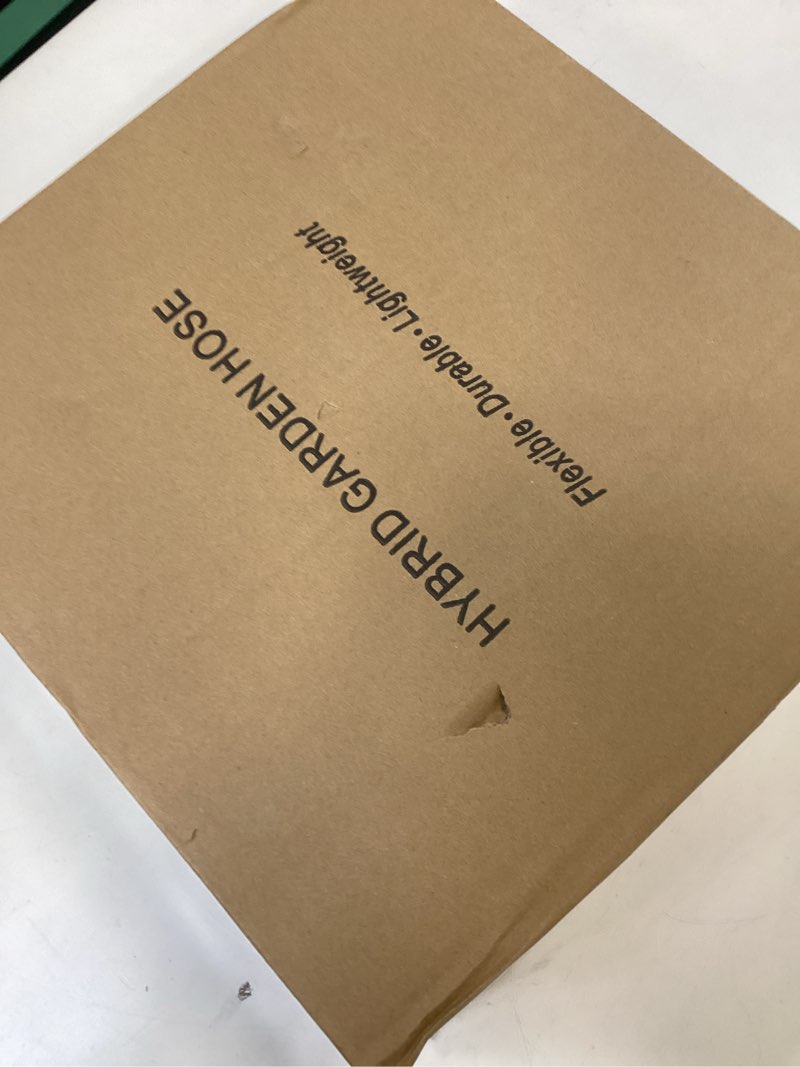 HYBRID GARDEN HOSE
Flexible•Durable•Lightweight